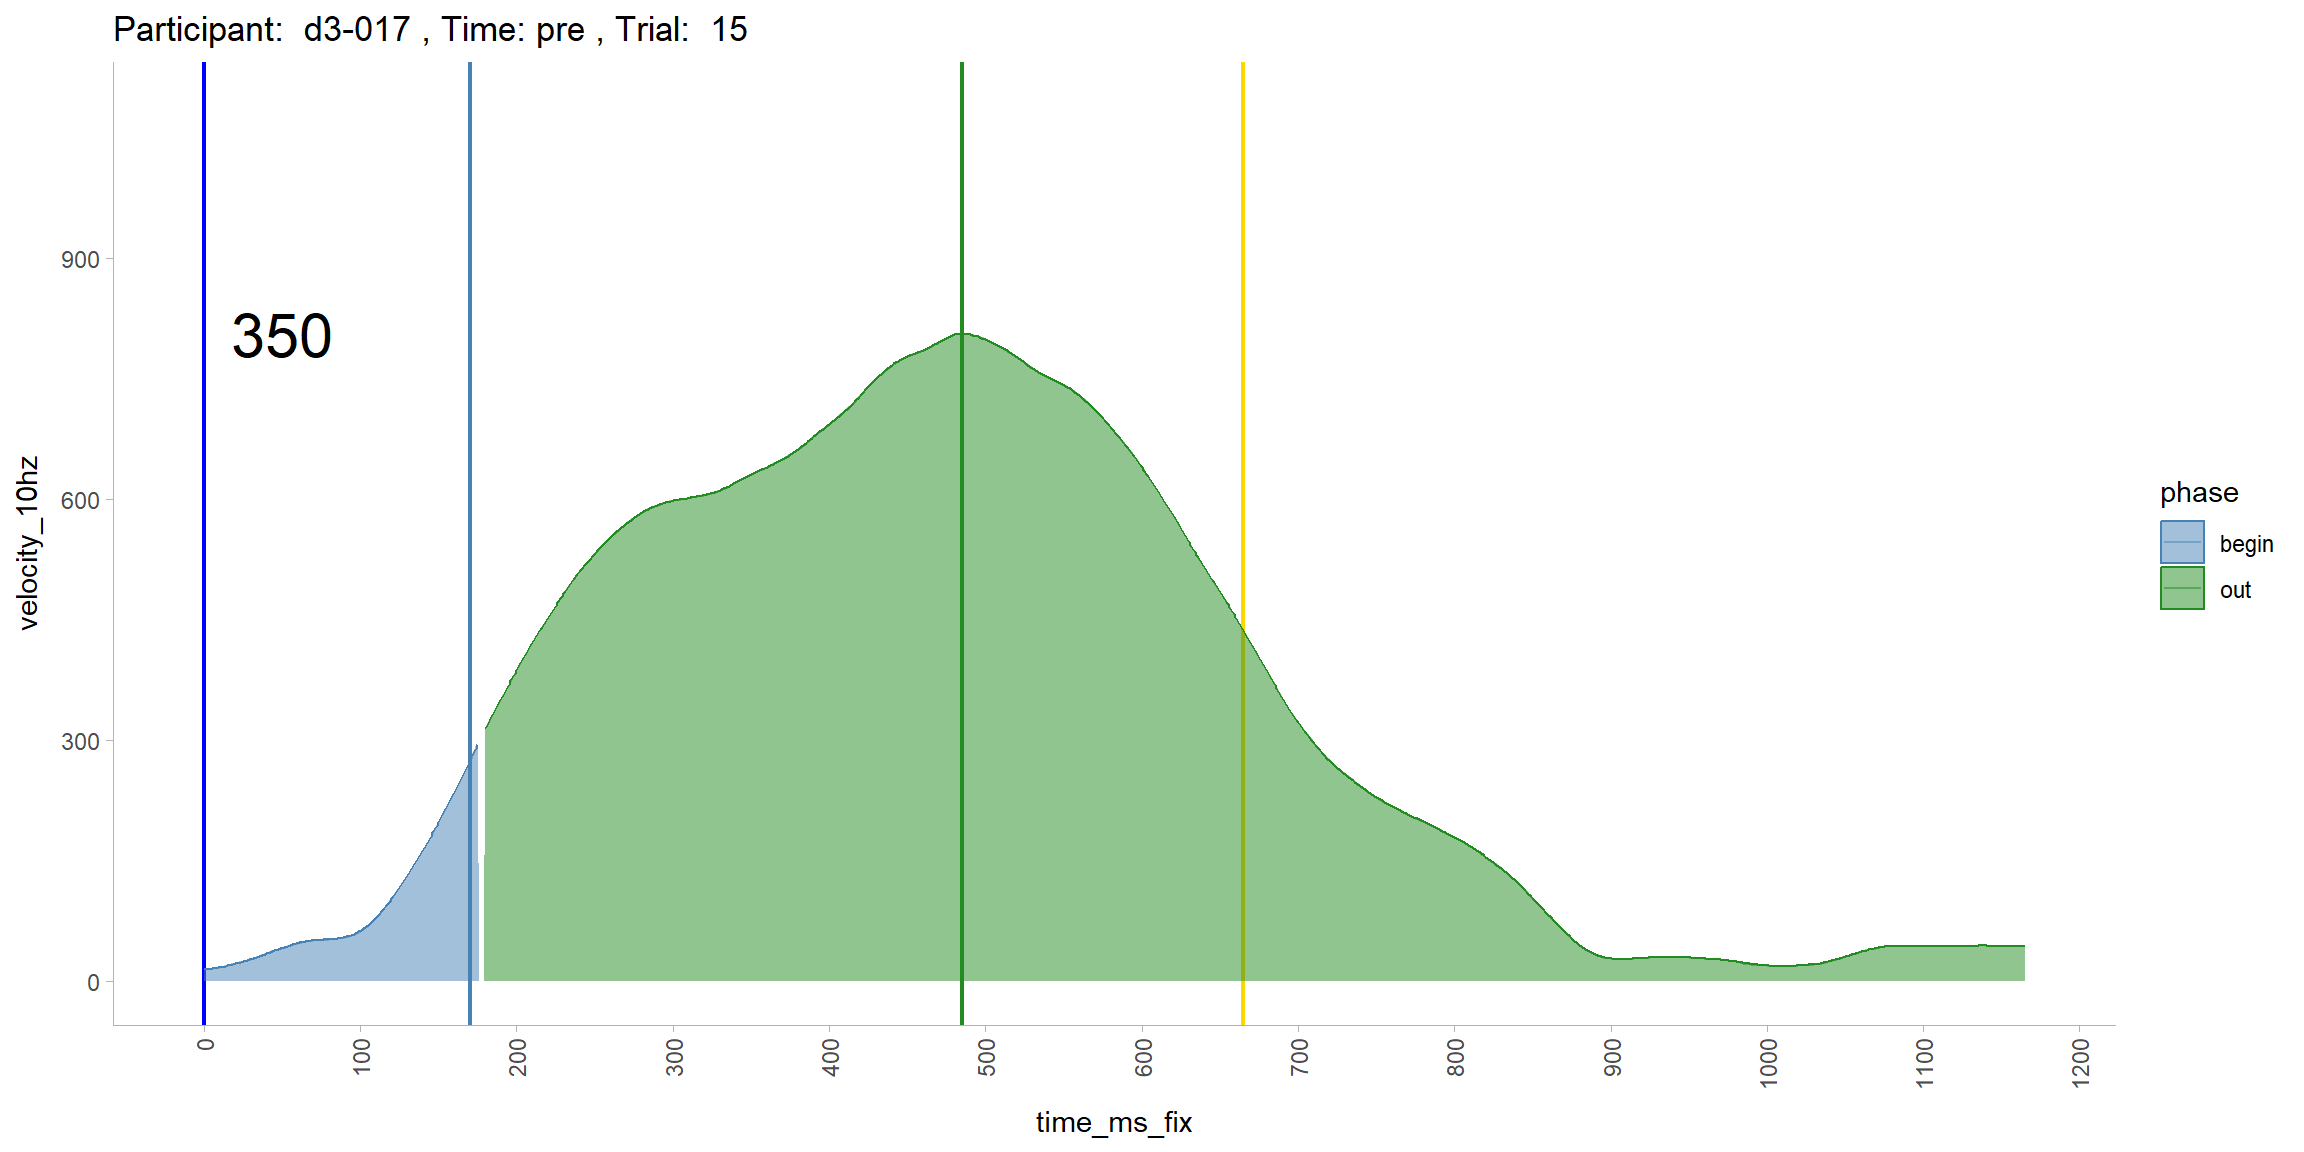 Participant:  d3-017 , Time: pre , Trial:  15
900
350
600
300
0
velocity_10hz
0 100 200 300 400 500 600 700 800 900 1000 1100 1200
time_ms_fix
phase
begin
out